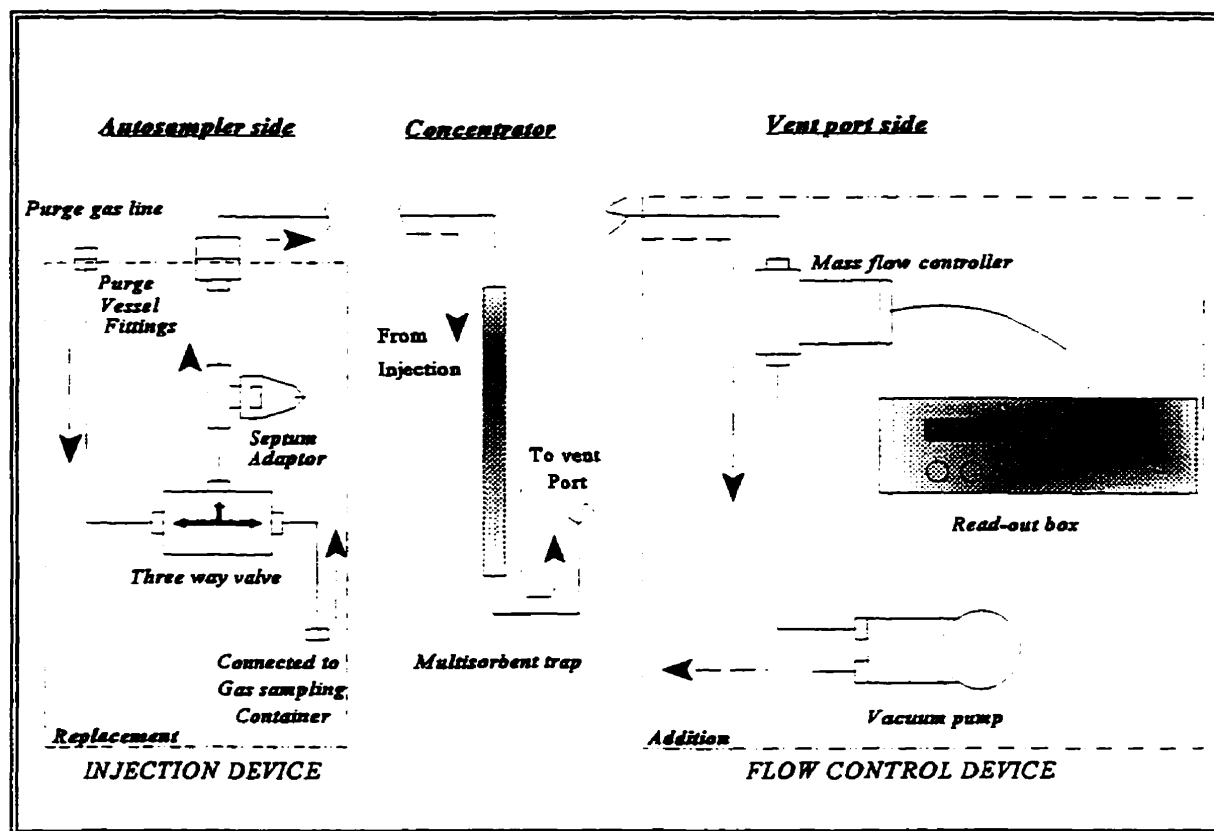 Autosampler side
Concentrator
Vent port side
Purge gas line
Purge
Vessel
Fittings
Septum
Adaptor
Three way valve
Connected to
Gas sampling
Container
Replacement
INJECTION DEVICE
From
Injection
To vent
Port
Multisorbent trap
Mass flow controller
Read-out box
Vacuum pump
Addition
FLOW CONTROL DEVICE